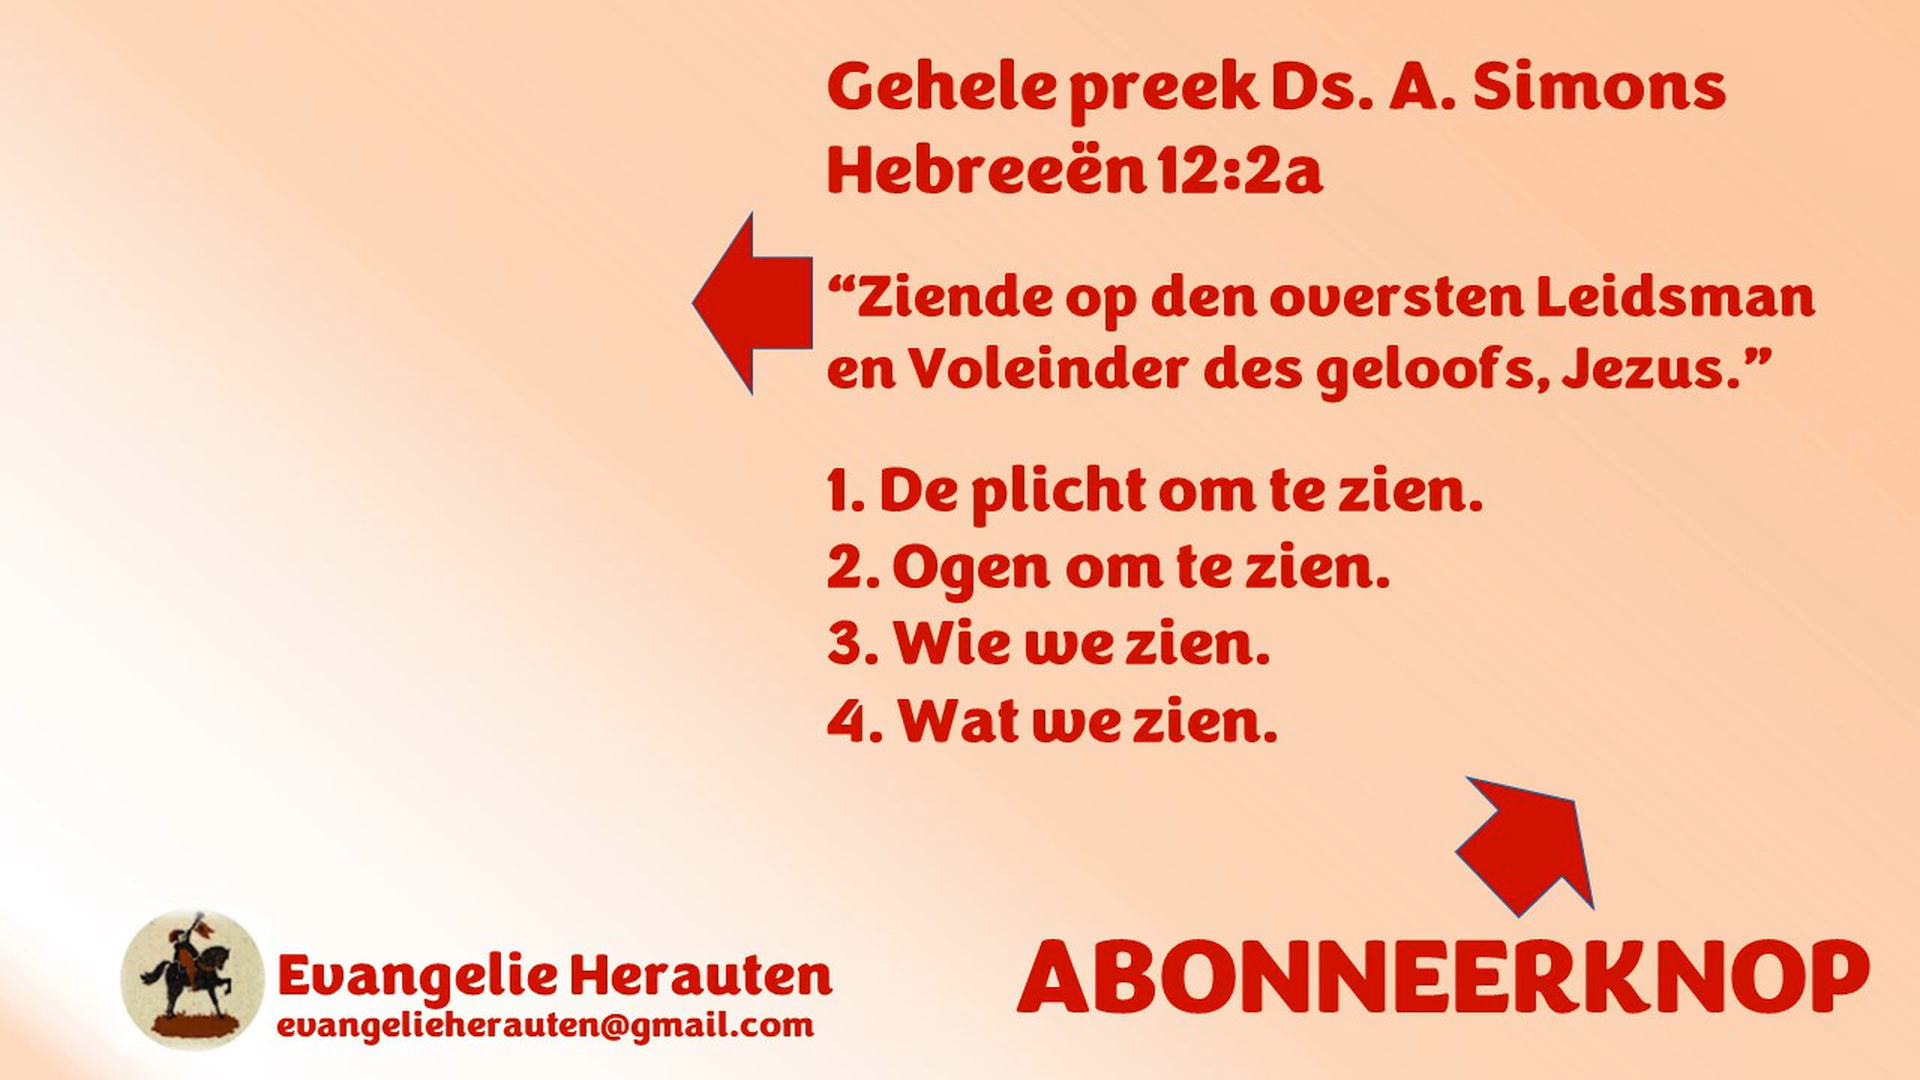 Gehele preek Ds. A. Simons
Hebreeën 12:2a
“Ziende op den oversten Leidsman
en Voleinder des geloofs, Jezus.”
1. De plicht om te zien.
2. Ogen om te zien.
3. Wie we zien.
4. Wat we zien.
Evangelie Herauten
evangelieherauten@gmail.com
ABONNEERKNOP